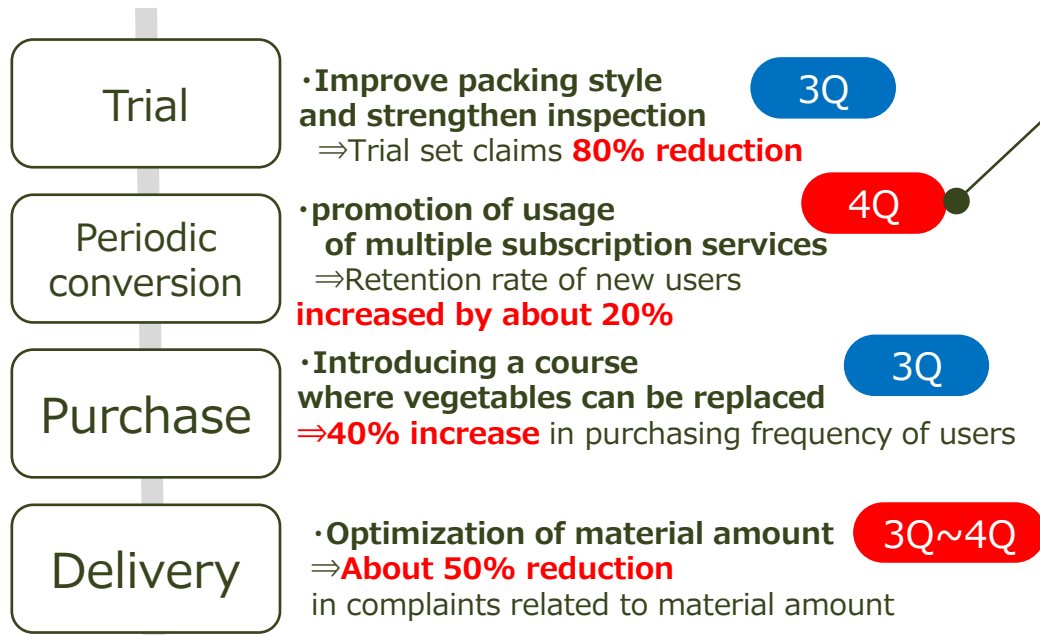 Trial
・Improve packing style
and strengthen inspection
⇒Trial set claims 80% reduction
3Q
Periodic
conversion
・promotion of usage
of multiple subscription services
⇒Retention rate of new users
increased by about 20%
4Q
Purchase
・Introducing a course
where vegetables can be replaced
⇒40% increase in purchasing frequency of users
3Q
Delivery
・Optimization of material amount
⇒About 50% reduction
in complaints related to material amount
3Q~4Q